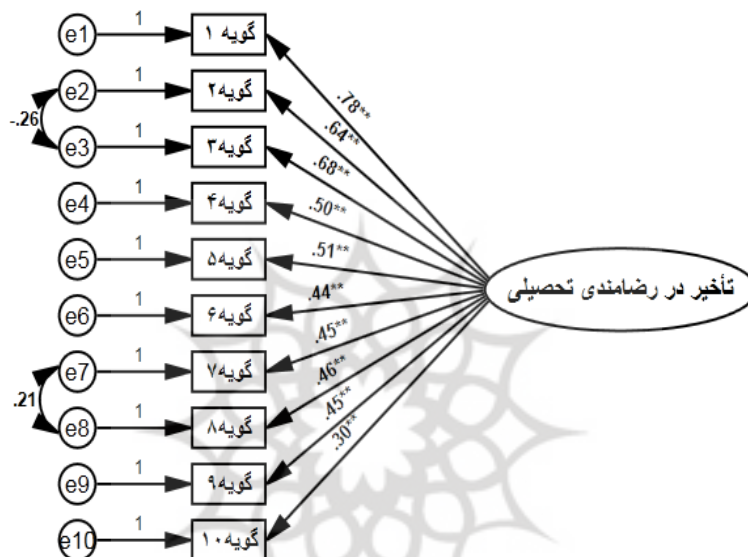 e1 1 گویه ۱ .78**
e2 1 گویه۲ .64**
-.26
e3 1 گویه۳ .68**
e4 1 گویه۴ .50**
e5 1 گویه۵ .51**
تأخیر در رضامندی تحصیلی
e6 1 گویه۶ .44**
e7 1 گویه۷ .45**
.21
e8 1 گویه۸ .46**
e9 1 گویه۹ .45**
e10 1 گویه۱۰ .30**